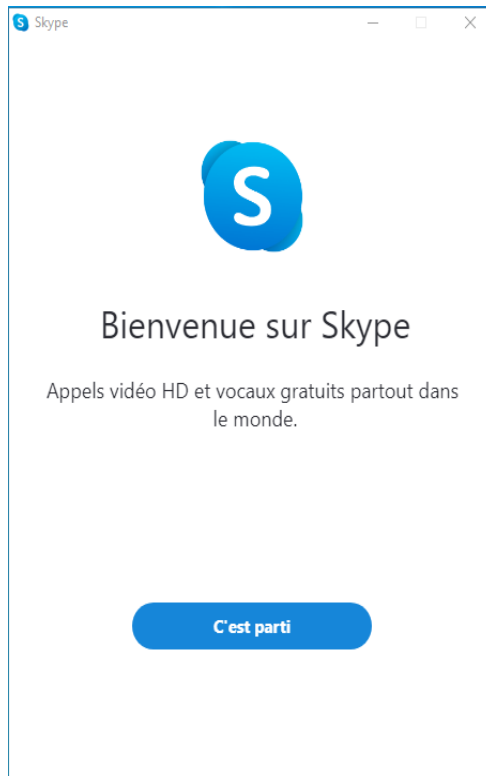 Skype
S
Bienvenue sur Skype
Appels vidéo HD et vocaux gratuits partout dans
le monde.
C'est parti